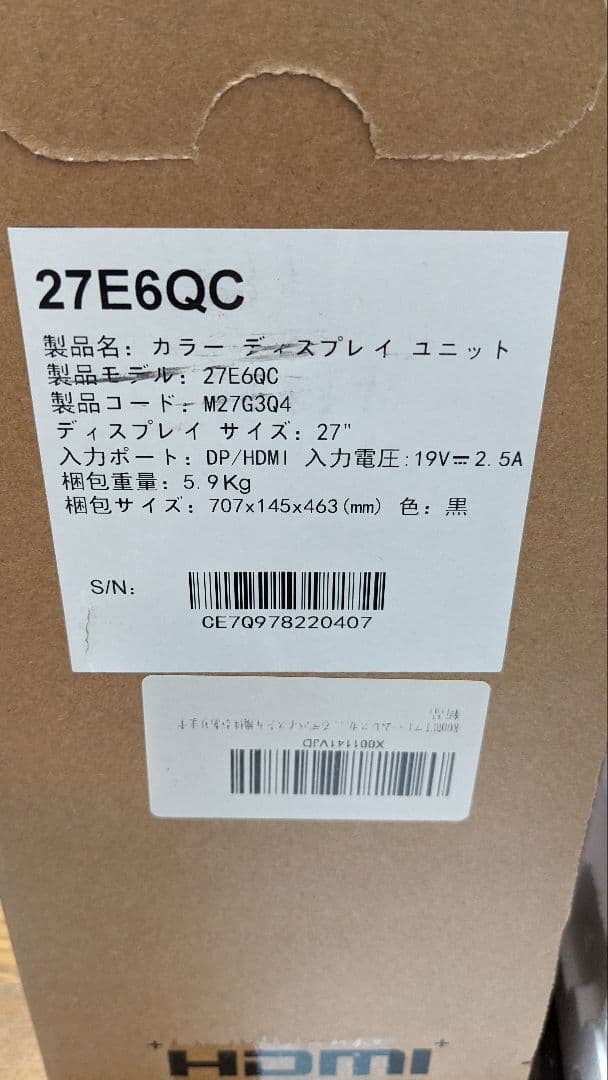 27E6QC
製品名: カラー ディスプレイ ユニット
製品モデル: 27E6QC
製品コード: M27G3Q4
ディスプレイ サイズ: 27"
入力ポート: DP/HDMI 入力電圧:19V⎓2.5A
梱包重量: 5.9Kg
梱包サイズ: 707x145x463(mm) 色: 黒
S/N:
CE7Q978220407
X001141VJD
新品
HDMI